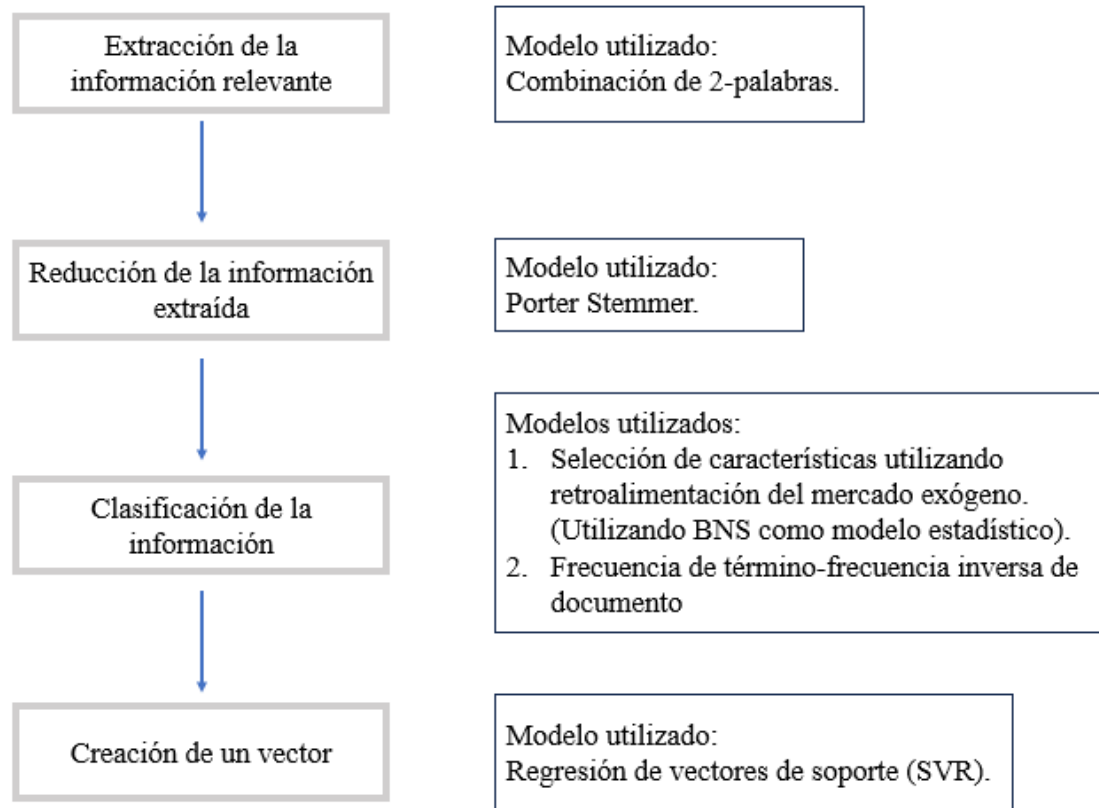 Extracción de la
información relevante
Modelo utilizado:
Combinación de 2-palabras.
Reducción de la información
extraída
Modelo utilizado:
Porter Stemmer.
Clasificación de la
información
Modelos utilizados:
1. Selección de características utilizando
retroalimentación del mercado exógeno.
(Utilizando BNS como modelo estadístico).
2. Frecuencia de término-frecuencia inversa de
documento
Creación de un vector
Modelo utilizado:
Regresión de vectores de soporte (SVR).